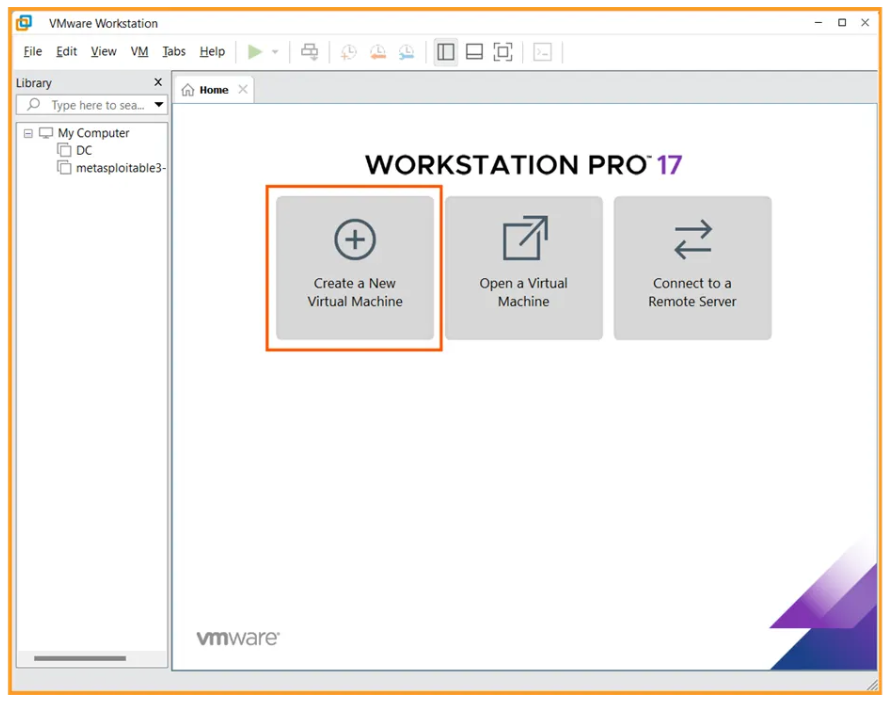 VMware Workstation
File Edit View VM Tabs Help
Library X
Type here to sea...
Home
My Computer
DC
metasploitable3-
WORKSTATION PRO™ 17
Create a New
Virtual Machine
Open a Virtual
Machine
Connect to a
Remote Server
vmware®